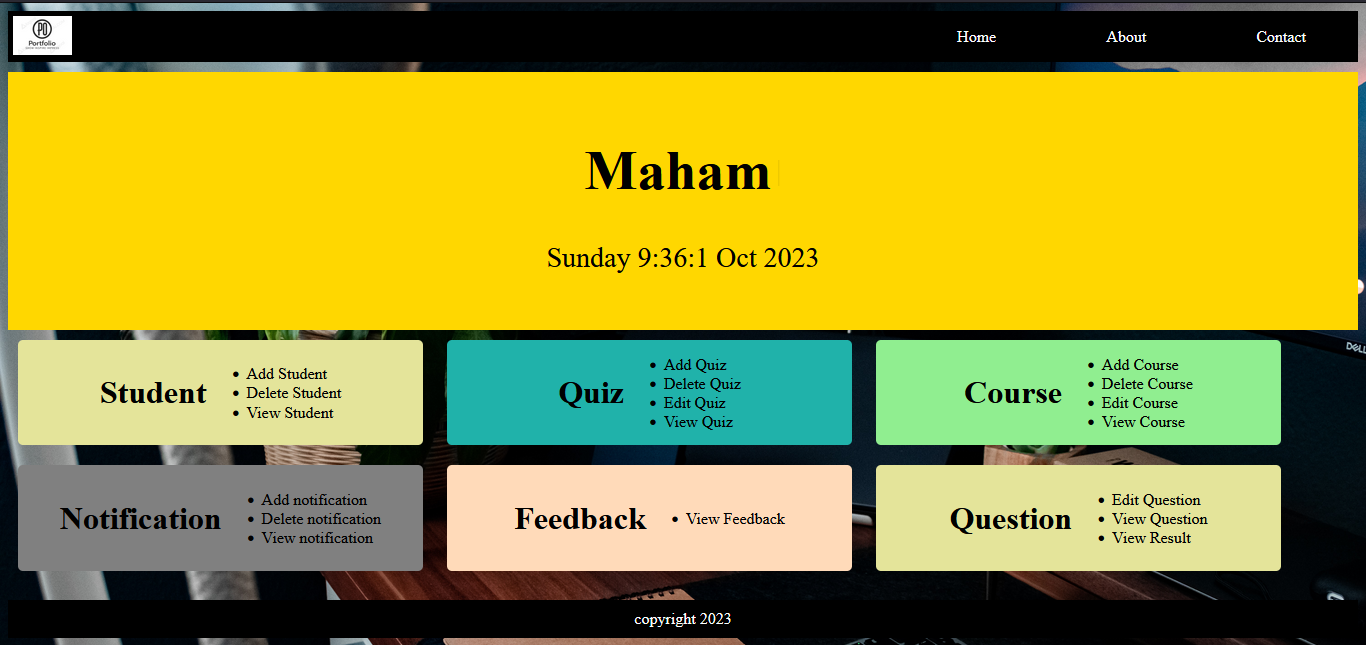 PO
Portfolio
Home
About
Contact
Maham
Sunday 9:36:1 Oct 2023
Student
Add Student
Delete Student
View Student
Quiz
Add Quiz
Delete Quiz
Edit Quiz
View Quiz
Course
Add Course
Delete Course
Edit Course
View Course
Notification
Add notification
Delete notification
View notification
Feedback
View Feedback
Question
Edit Question
View Question
View Result
DELL
copyright 2023